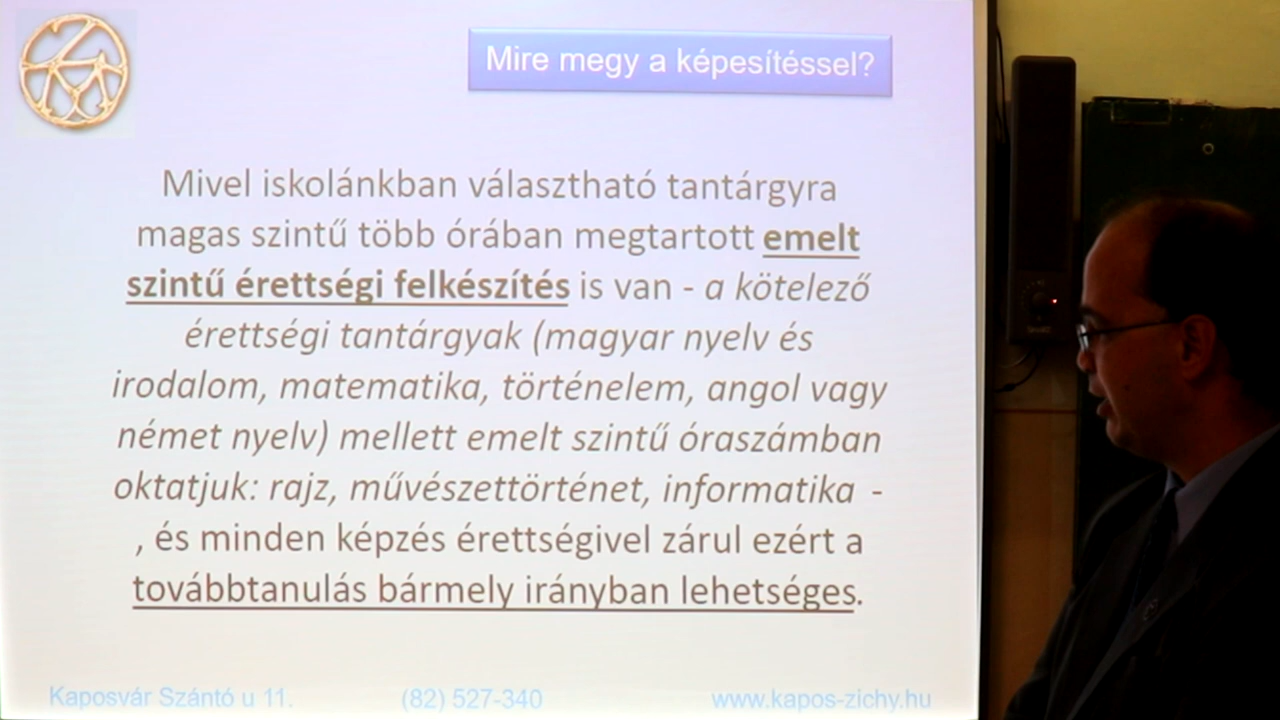 Mire megy a képesítéssel?
Mivel iskolánkban választható tantárgyra
magas szintű több órában megtartott emelt
szintű érettségi felkészítés is van - a kötelező
érettségi tantárgyak (magyar nyelv és
irodalom, matematika, történelem, angol vagy
német nyelv) mellett emelt szintű óraszámban
oktatjuk: rajz, művészettörténet, informatika -
, és minden képzés érettségivel zárul ezért a
továbbtanulás bármely irányban lehetséges.
Kaposvár Szántó u 11. (82) 527-340 www.kapos-zichy.hu